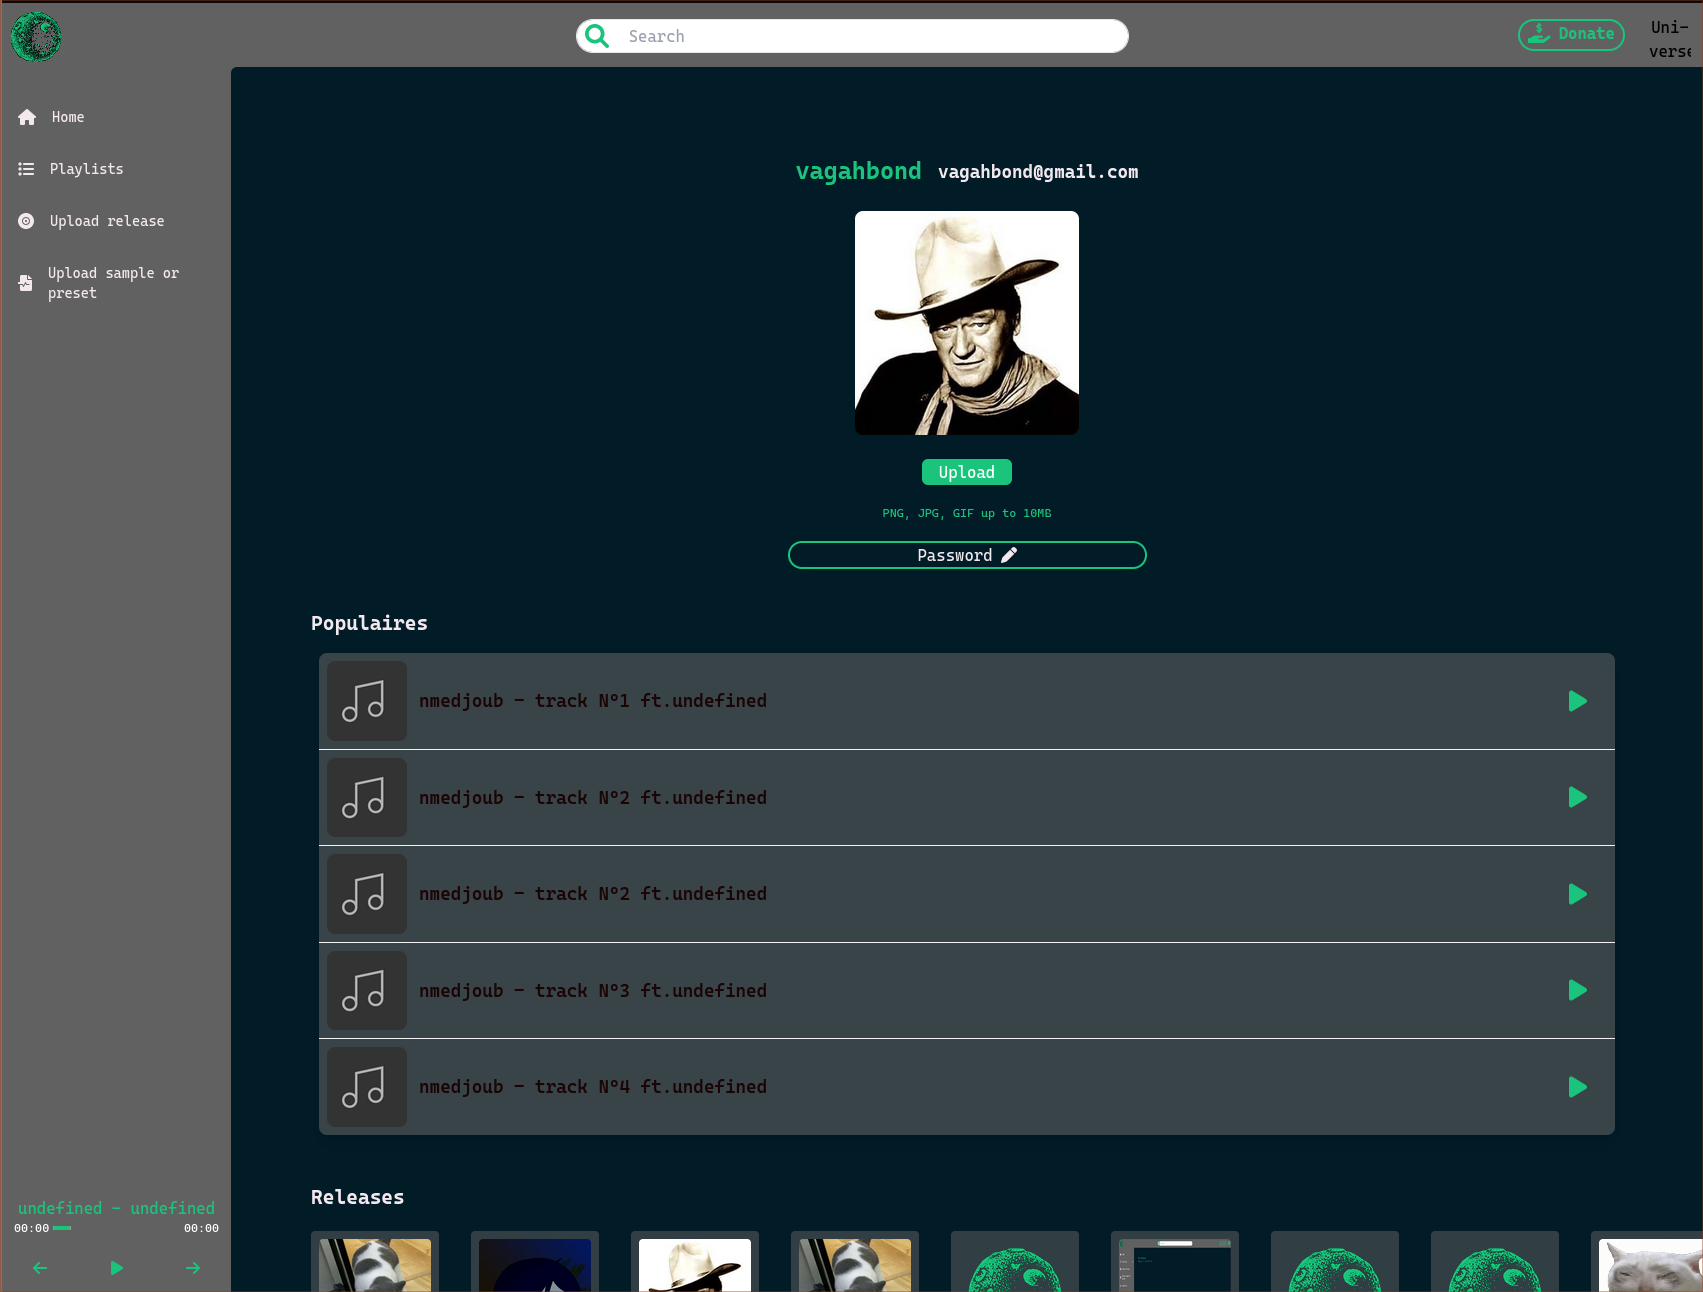 Search
Donate
Uni-
verse
Home
Playlists
Upload release
Upload sample or
preset
vagahbond vagahbond@gmail.com
Upload
PNG, JPG, GIF up to 10MB
Password
Populaires
nmedjoub - track N°1 ft.undefined
nmedjoub - track N°2 ft.undefined
nmedjoub - track N°2 ft.undefined
nmedjoub - track N°3 ft.undefined
nmedjoub - track N°4 ft.undefined
Releases
undefined - undefined
00:00 00:00